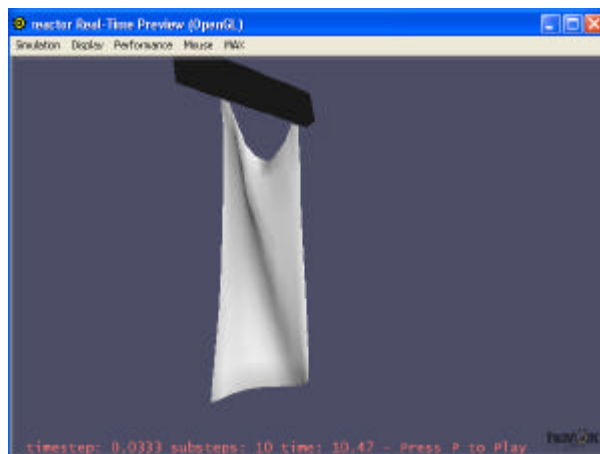 reactor Real-Time Preview (OpenGL)
Simulation Display Performance Mouse MAX
timestep: 0.0333 substeps: 10 time: 10.47 - Press P to Play
havok